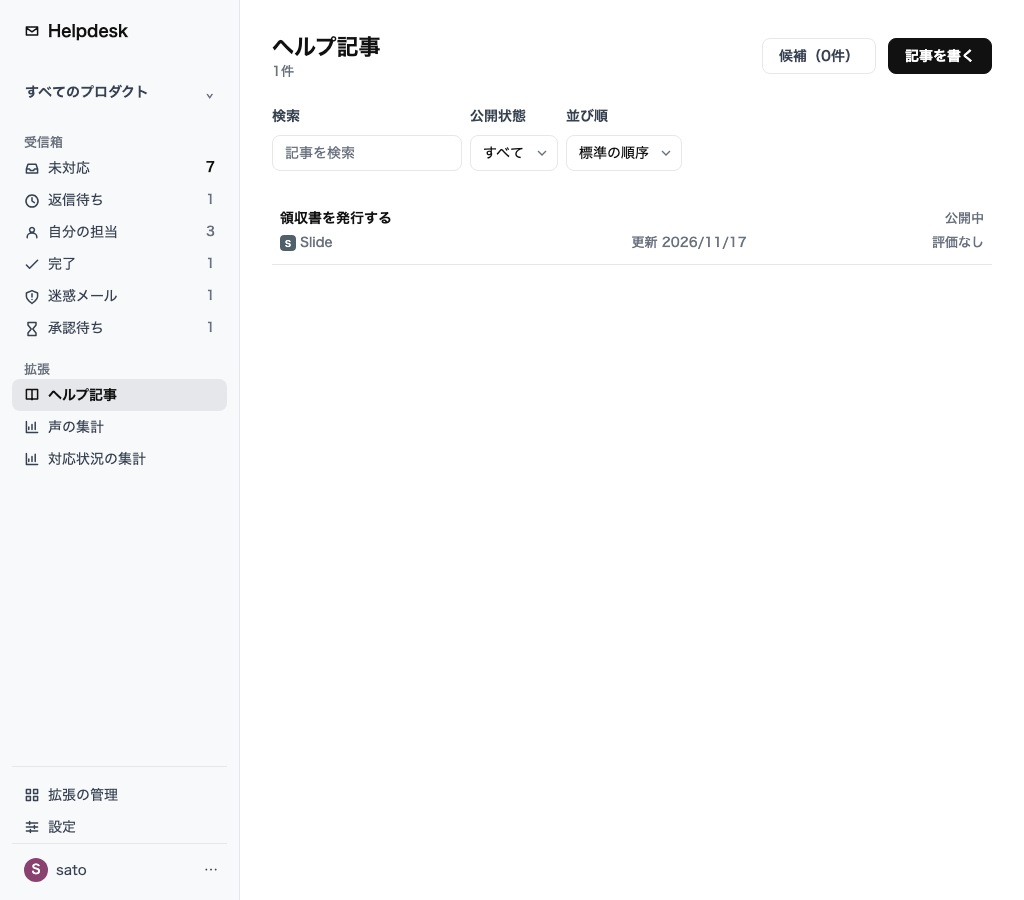 Helpdesk
すべてのプロダクト
受信箱
未対応 7
返信待ち 1
自分の担当 3
完了 1
迷惑メール 1
承認待ち 1
拡張
ヘルプ記事
声の集計
対応状況の集計
拡張の管理
設定
S sato …
ヘルプ記事
1件
候補（0件） 記事を書く
検索 公開状態 並び順
記事を検索 すべて 標準の順序
領収書を発行する 公開中
S Slide 更新 2026/11/17 評価なし